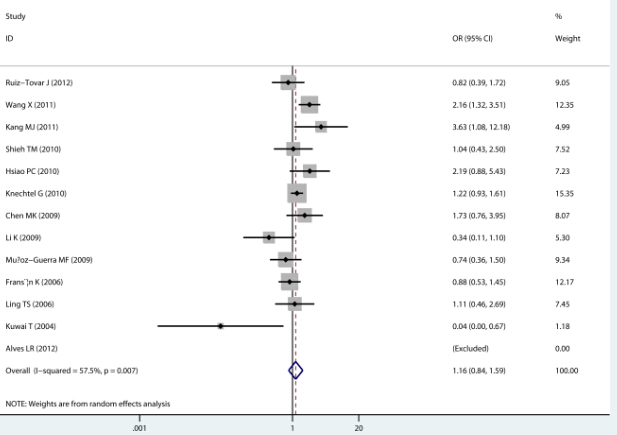 Study %
ID OR (95% CI) Weight
Ruiz−Tovar J (2012) 0.82 (0.39, 1.72) 9.05
Wang X (2011) 2.16 (1.32, 3.51) 12.35
Kang MJ (2011) 3.63 (1.08, 12.18) 4.99
Shieh TM (2010) 1.04 (0.43, 2.50) 7.52
Hsiao PC (2010) 2.19 (0.88, 5.43) 7.23
Knechtel G (2010) 1.22 (0.93, 1.61) 15.35
Chen MK (2009) 1.73 (0.76, 3.95) 8.07
Li K (2009) 0.34 (0.11, 1.10) 5.30
Mu?oz−Guerra MF (2009) 0.74 (0.36, 1.50) 9.34
Frans¨¦n K (2006) 0.88 (0.53, 1.45) 12.17
Ling TS (2006) 1.11 (0.46, 2.69) 7.45
Kuwai T (2004) 0.04 (0.00, 0.67) 1.18
Alves LR (2012) (Excluded) 0.00
Overall (I−squared = 57.5%, p = 0.007) 1.16 (0.84, 1.59) 100.00
NOTE: Weights are from random effects analysis
.001 1 20